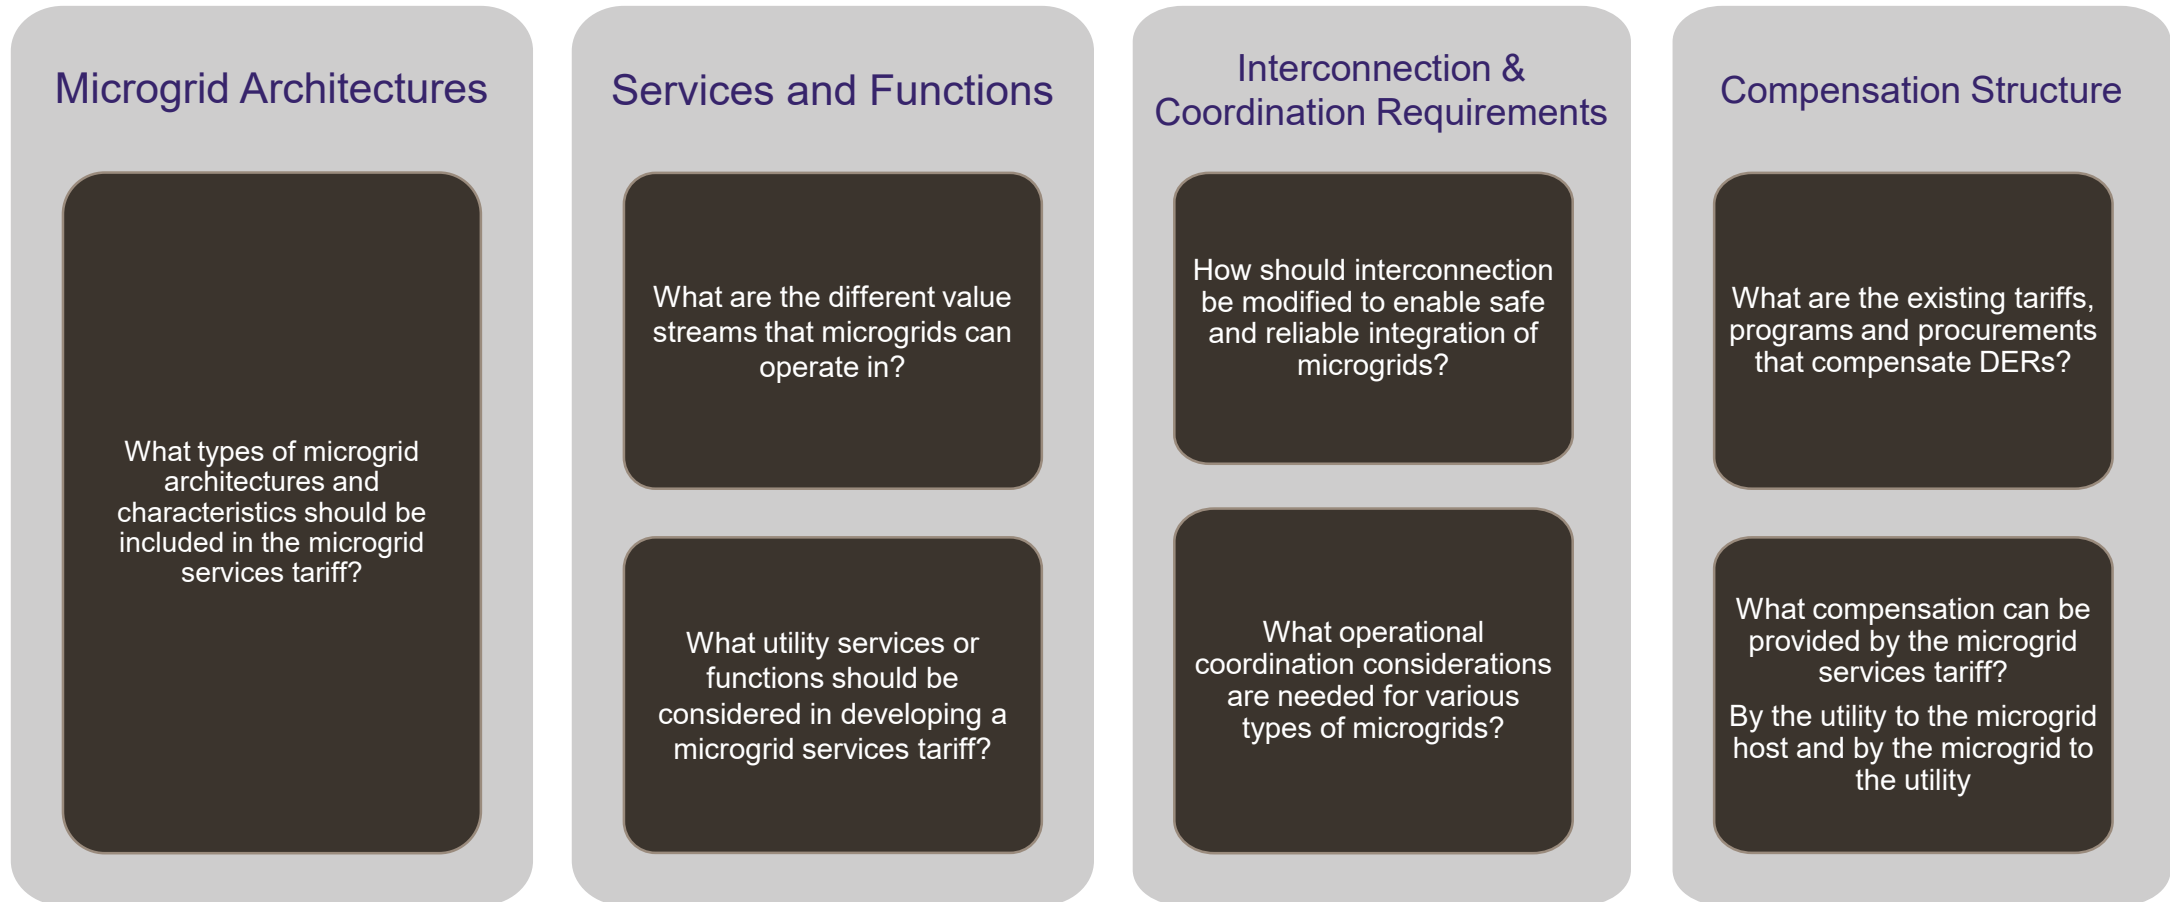 Microgrid Architectures
What types of microgrid
architectures and
characteristics should be
included in the microgrid
services tariff?
Services and Functions
What are the different value
streams that microgrids can
operate in?
What utility services or
functions should be
considered in developing a
microgrid services tariff?
Interconnection &
Coordination Requirements
How should interconnection
be modified to enable safe
and reliable integration of
microgrids?
What operational
coordination considerations
are needed for various
types of microgrids?
Compensation Structure
What are the existing tariffs,
programs and procurements
that compensate DERs?
What compensation can be
provided by the microgrid
services tariff?
By the utility to the microgrid
host and by the microgrid to
the utility